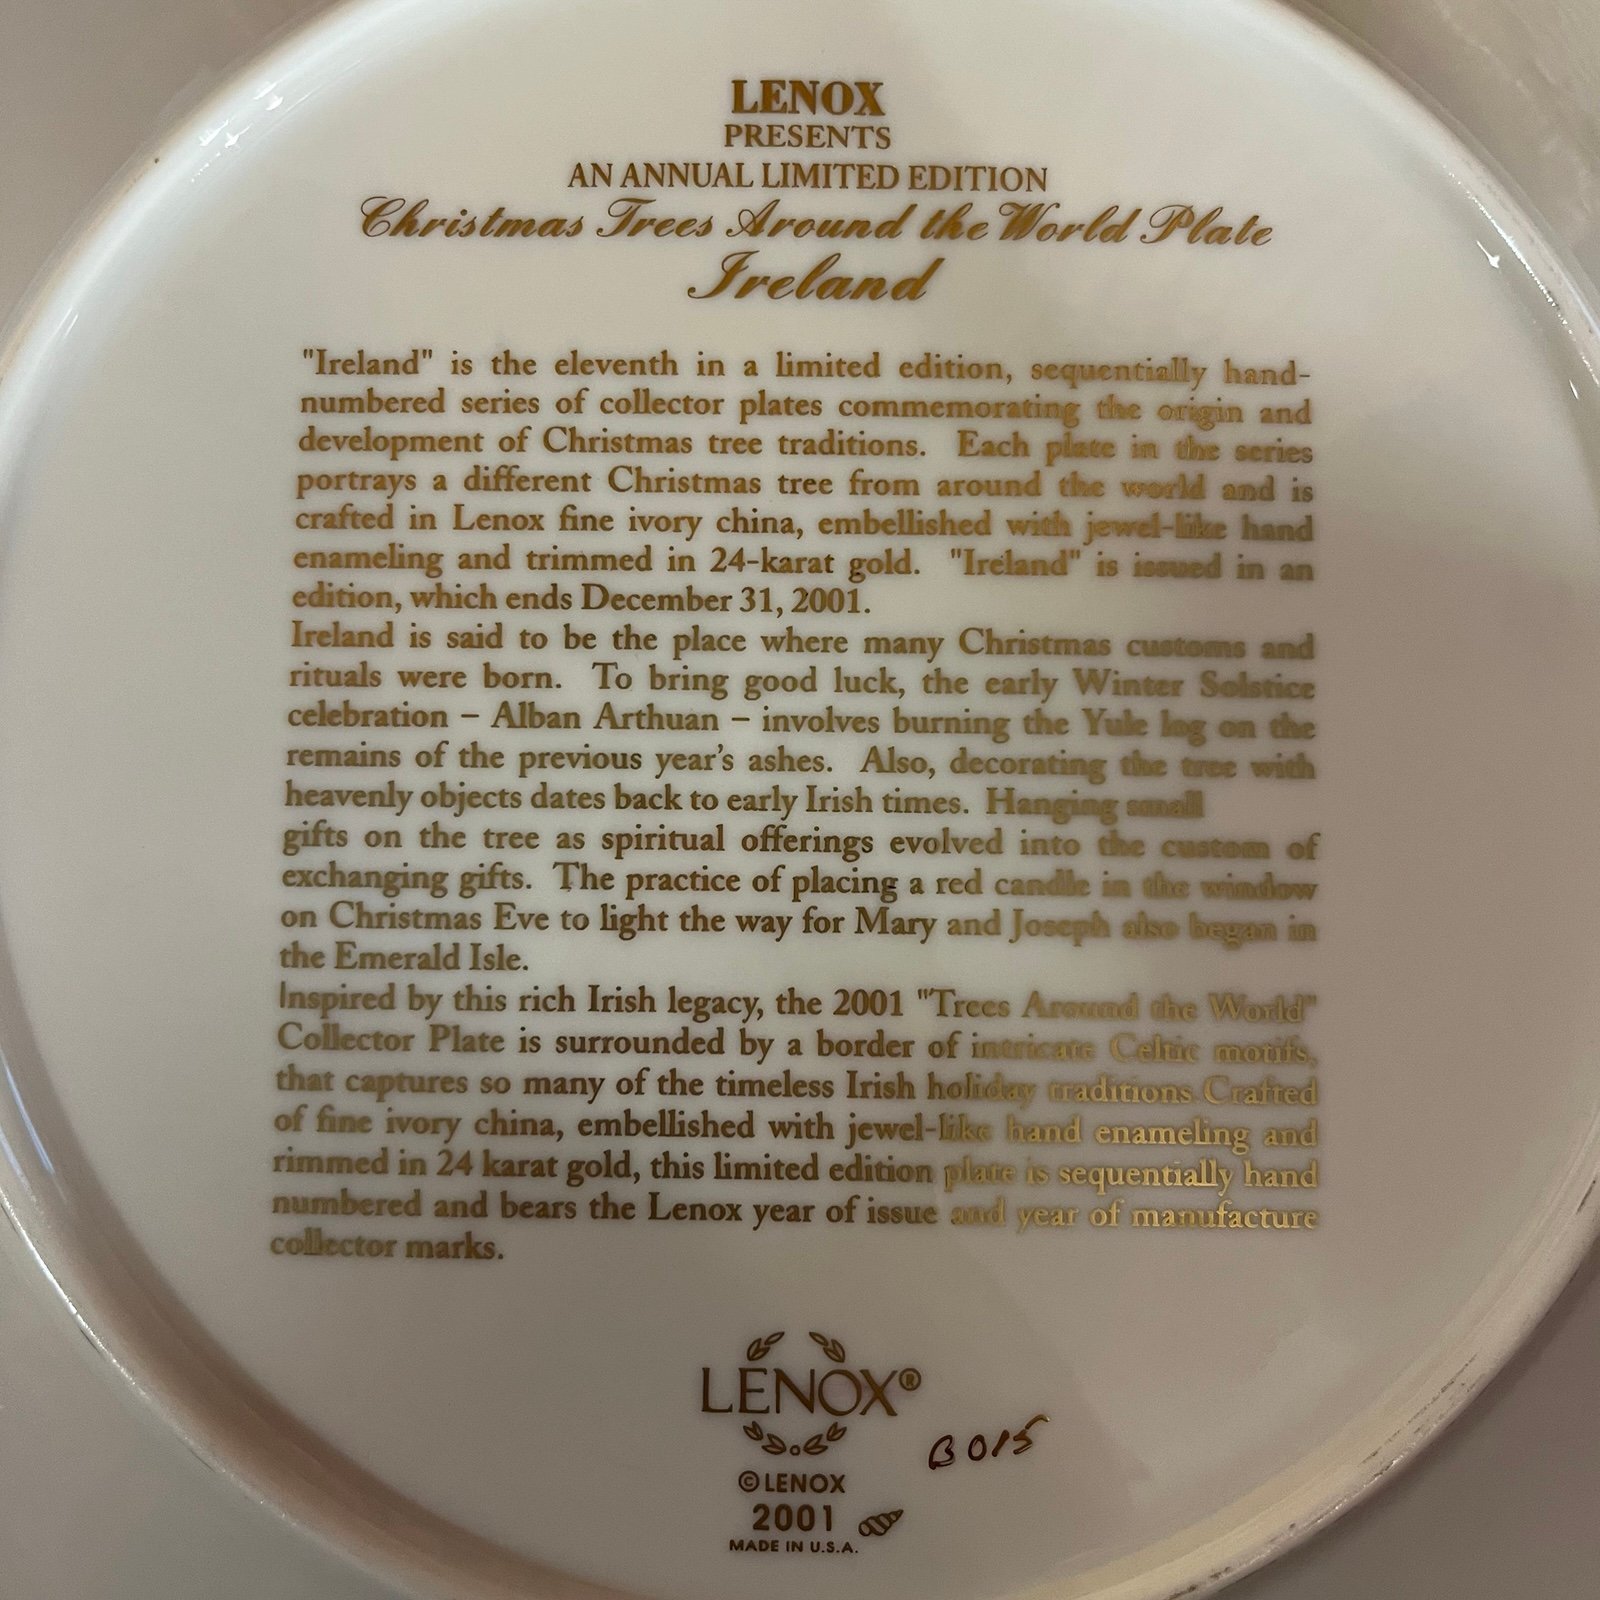 LENOX
PRESENTS
AN ANNUAL LIMITED EDITION
Christmas Trees Around the World Plate
Ireland
"Ireland" is the eleventh in a limited edition, sequentially hand-
numbered series of collector plates commemorating the origin and
development of Christmas tree traditions. Each plate in the series
portrays a different Christmas tree from around the world and is
crafted in Lenox fine ivory china, embellished with jewel-like hand
enameling and trimmed in 24-karat gold. "Ireland" is issued in an
edition, which ends December 31, 2001.
Ireland is said to be the place where many Christmas customs and
rituals were born. To bring good luck, the early Winter Solstice
celebration – Alban Arthuan – involves burning the Yule log on the
remains of the previous year's ashes. Also, decorating the tree with
heavenly objects dates back to early Irish times. Hanging small
gifts on the tree as spiritual offerings evolved into the custom of
exchanging gifts. The practice of placing a red candle in the window
on Christmas Eve to light the way for Mary and Joseph also began in
the Emerald Isle.
Inspired by this rich Irish legacy, the 2001 "Trees Around the World"
Collector Plate is surrounded by a border of intricate Celtic motifs,
that captures so many of the timeless Irish holiday traditions.Crafted
of fine ivory china, embellished with jewel-like hand enameling and
rimmed in 24 karat gold, this limited edition plate is sequentially hand
numbered and bears the Lenox year of issue and year of manufacture
collector marks.
LENOX®
B015
©LENOX
2001
MADE IN U.S.A.